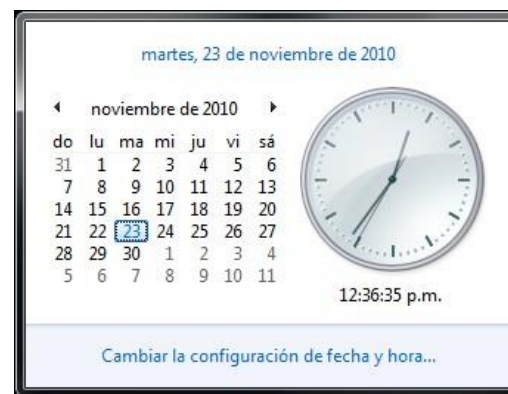 martes, 23 de noviembre de 2010
noviembre de 2010
do lu ma mi ju vi sá
31 1 2 3 4 5 6
7 8 9 10 11 12 13
14 15 16 17 18 19 20
21 22 23 24 25 26 27
28 29 30 1 2 3 4
5 6 7 8 9 10 11
12:36:35 p.m.
Cambiar la configuración de fecha y hora...